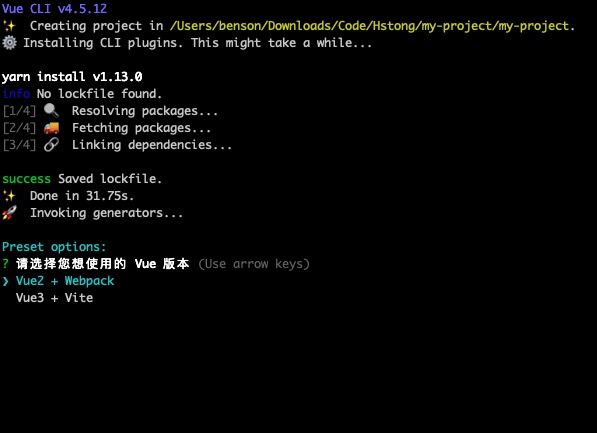 Vue CLI v4.5.12
✨  Creating project in /Users/benson/Downloads/Code/Hstong/my-project/my-project.
⚙️ Installing CLI plugins. This might take a while...
yarn install v1.13.0
info No lockfile found.
[1/4] 🔍  Resolving packages...
[2/4] 🚚  Fetching packages...
[3/4] 🔗  Linking dependencies...
success Saved lockfile.
✨  Done in 31.75s.
🚀  Invoking generators...
Preset options:
? 请选择您想使用的 Vue 版本 (Use arrow keys)
❯ Vue2 + Webpack
  Vue3 + Vite